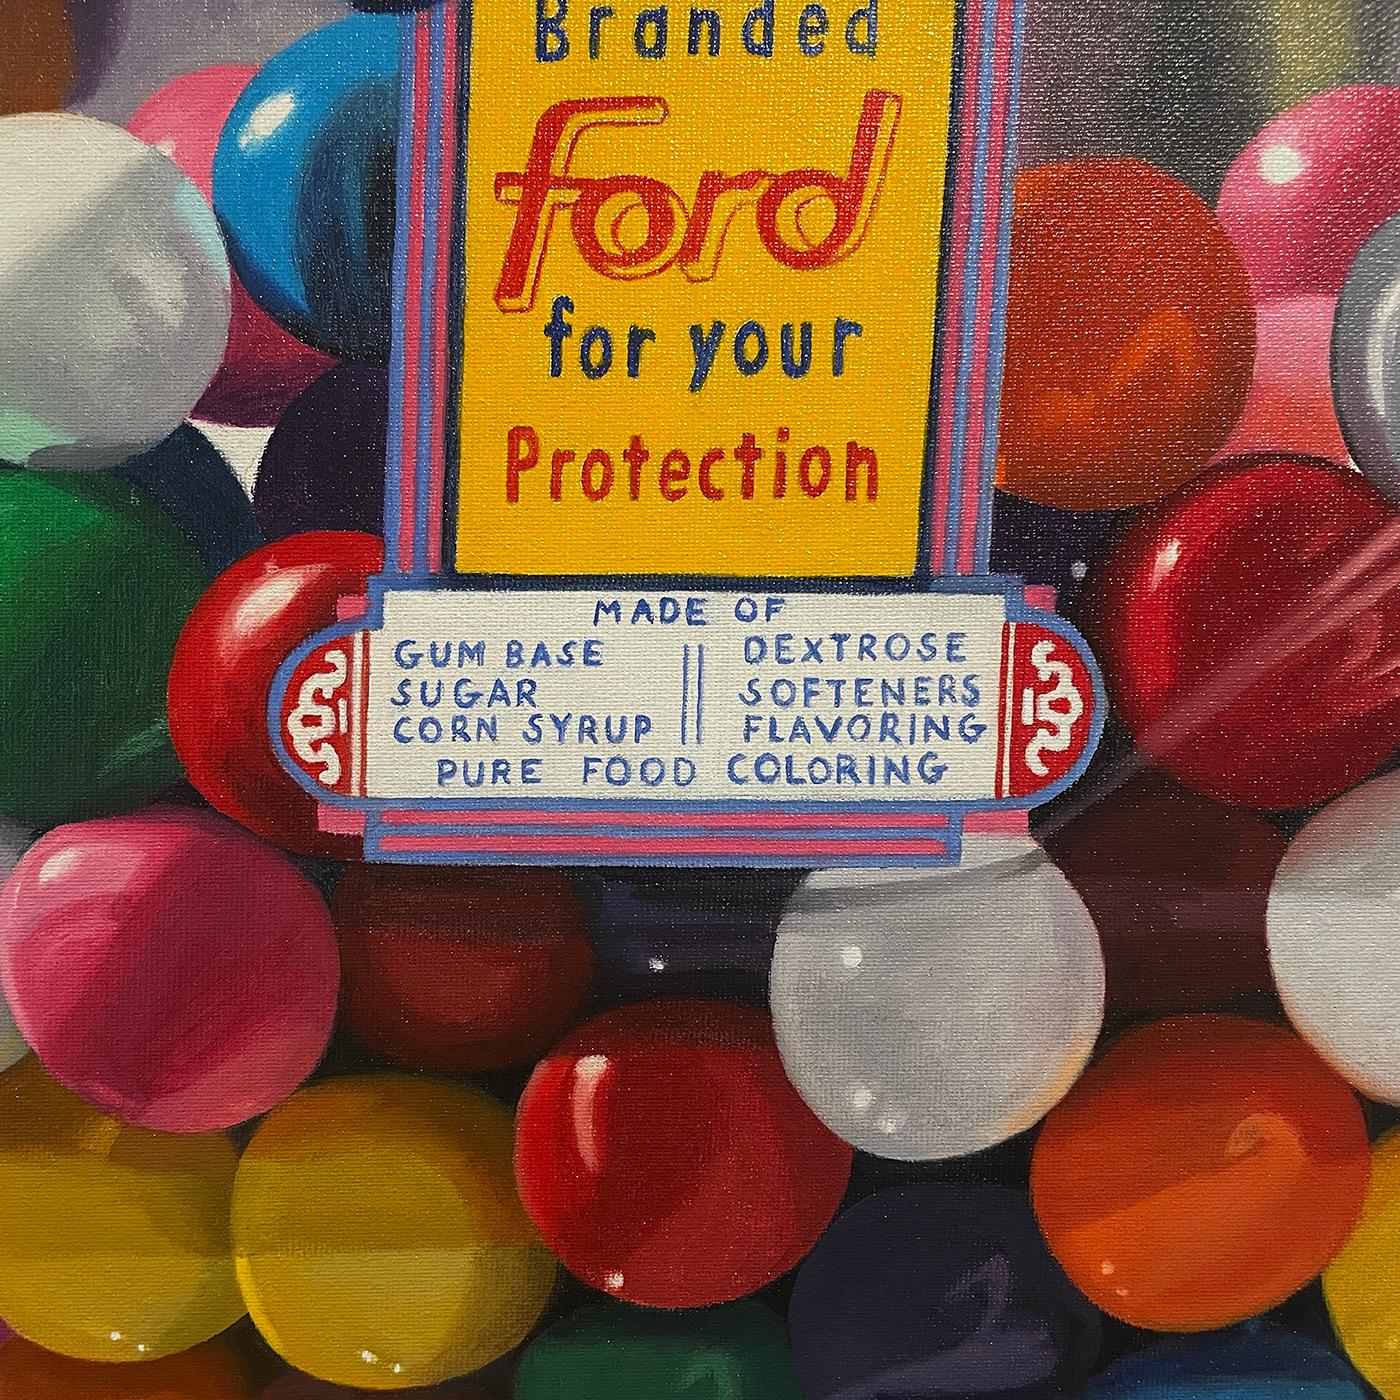 Branded
ford
for your
Protection
MADE OF
GUM BASE || DEXTROSE
SUGAR SOFTENERS
CORN SYRUP FLAVORING
PURE FOOD COLORING